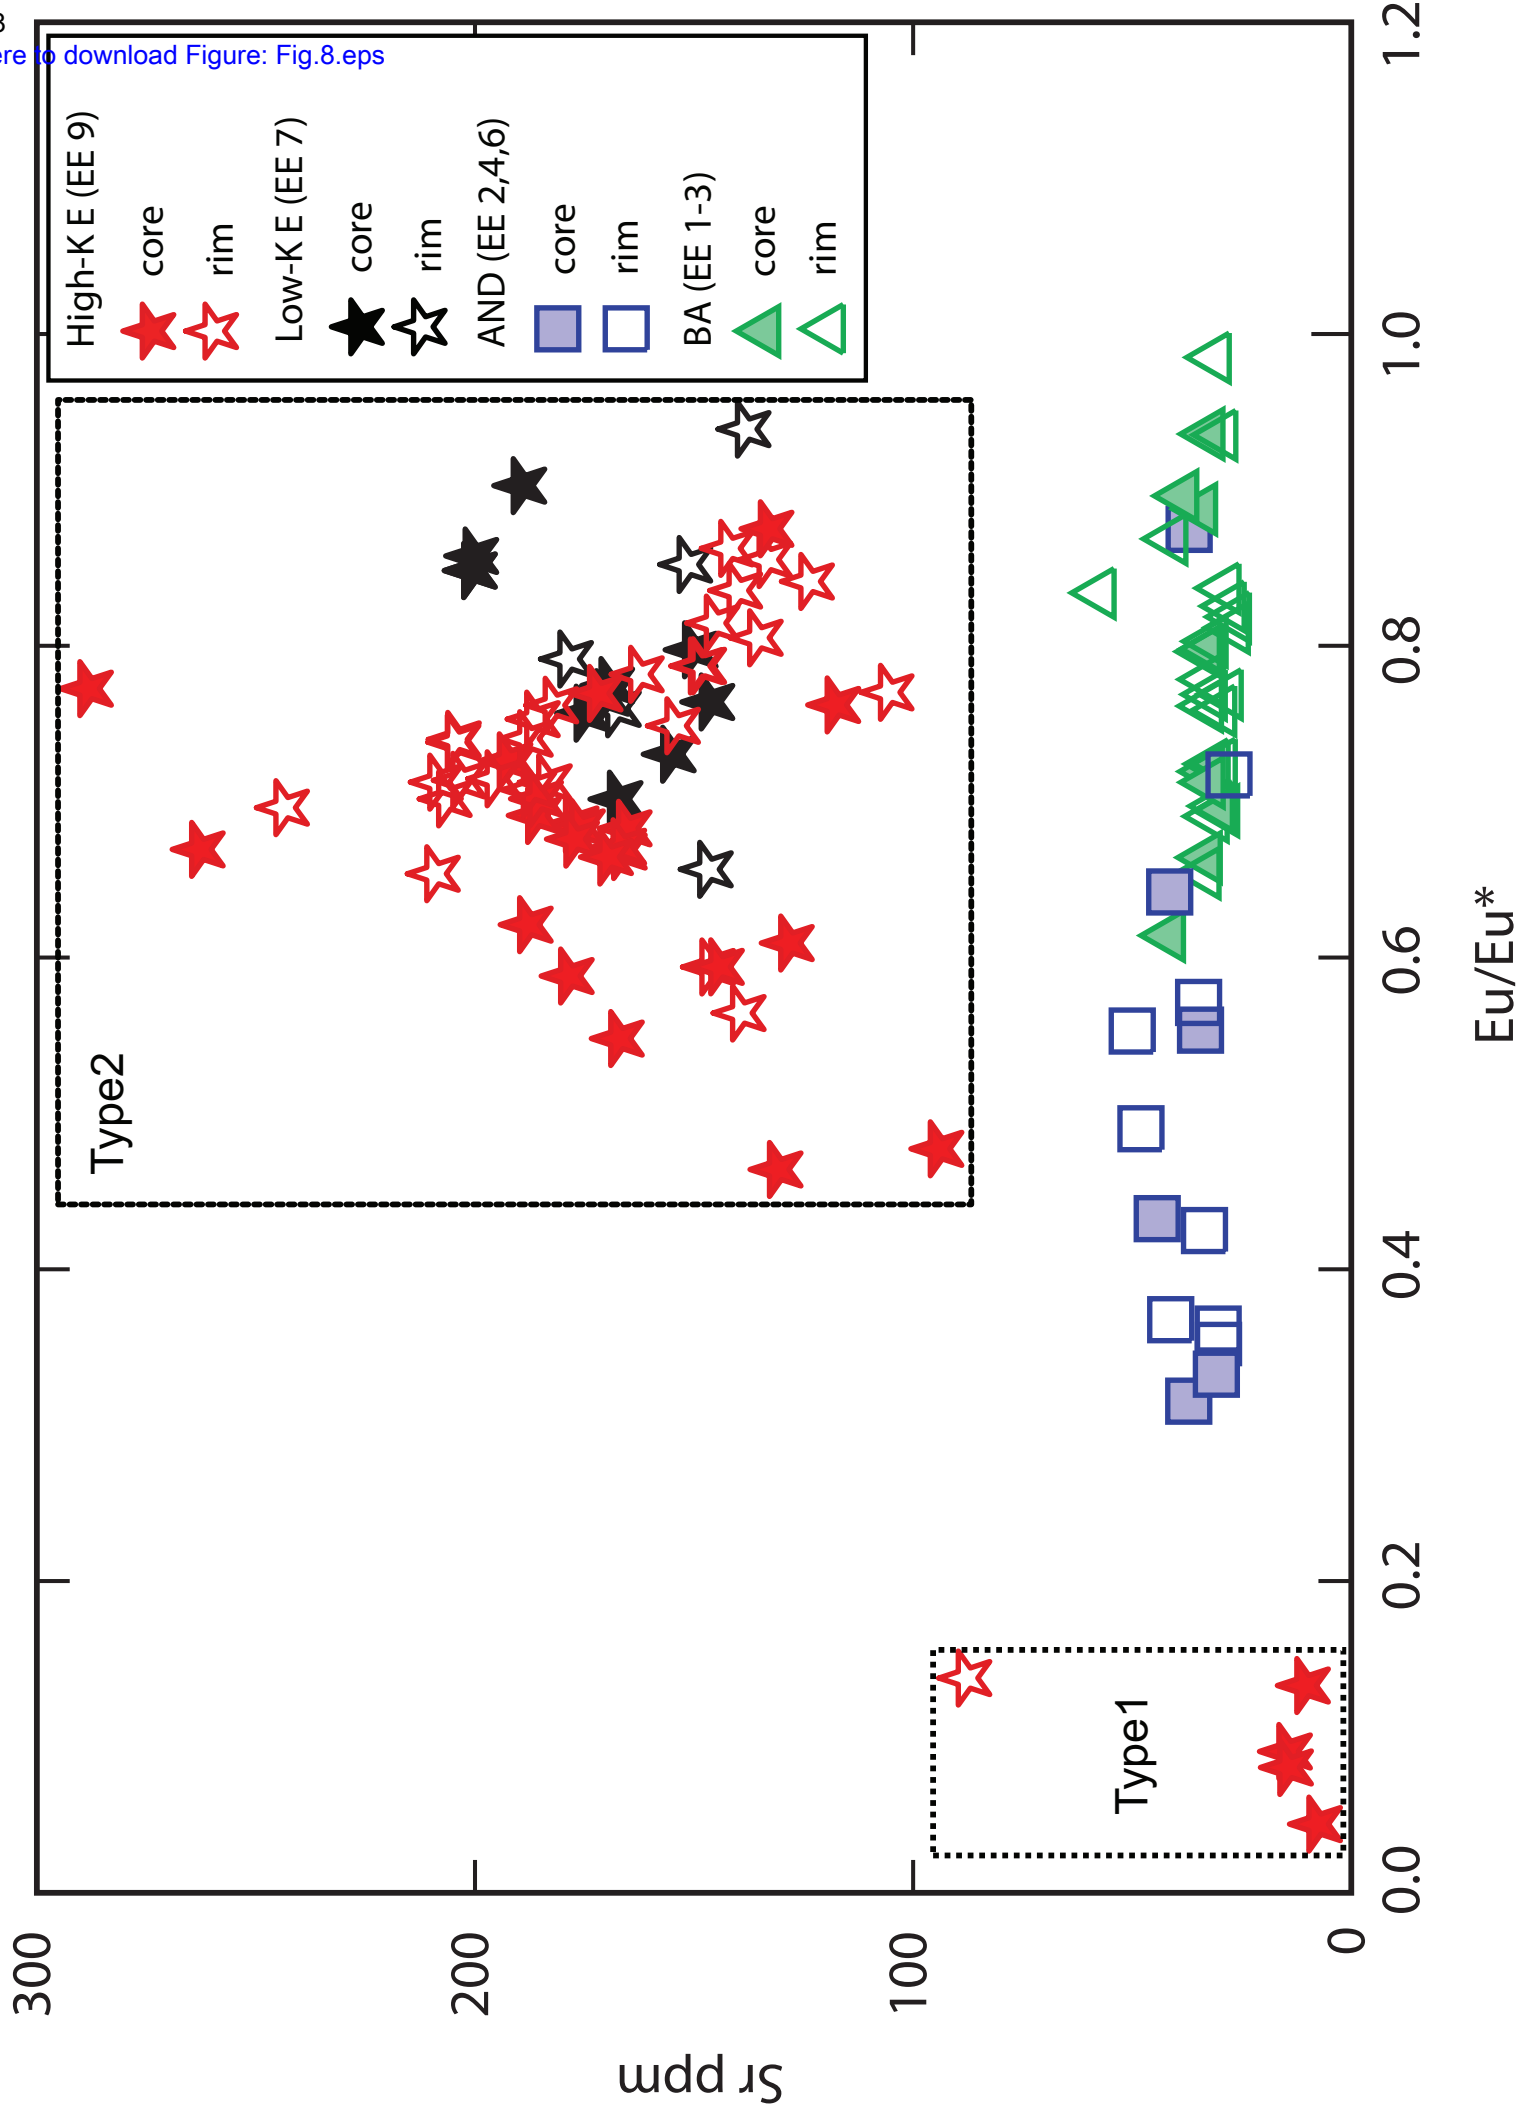 8
ere to download Figure: Fig.8.eps
High-K E (EE 9)
core
rim
Low-K E (EE 7)
core
rim
AND (EE 2,4,6)
core
rim
BA (EE 1-3)
core
rim
Type2
Type1
Sr ppm
300
200
100
0
0.0
0.2
0.4
0.6
0.8
1.0
1.2
Eu/Eu*